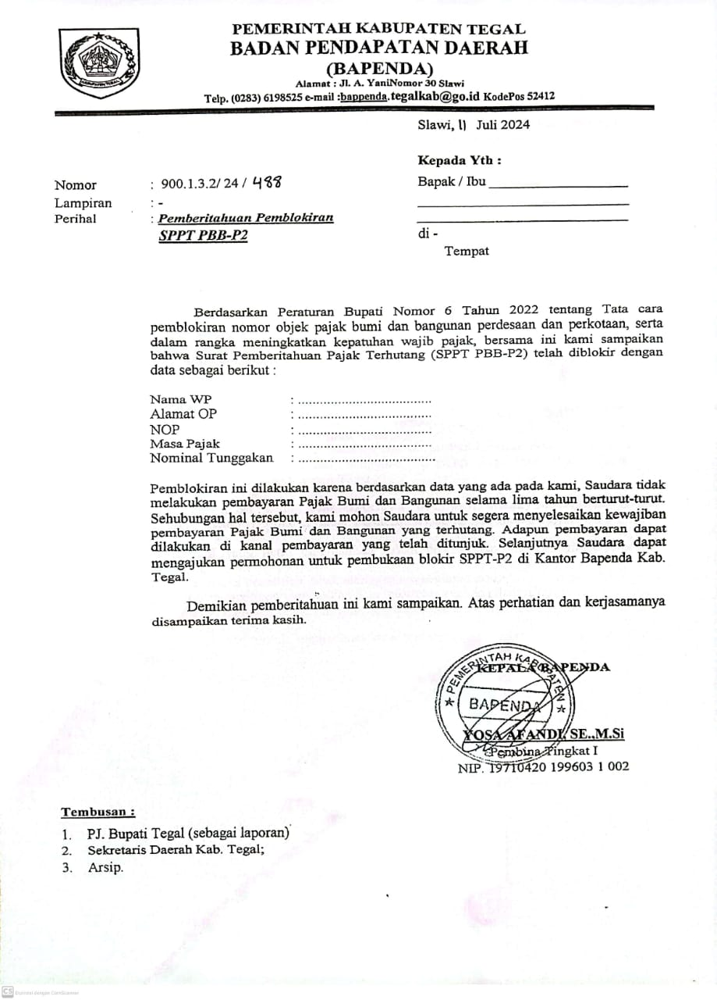 PEMERINTAH KABUPATEN TEGAL
BADAN PENDAPATAN DAERAH
(BAPENDA)
Alamat : Jl. A. YaniNomor 30 Slawi
Telp. (0283) 6198525 e-mail :bappenda.tegalkab@go.id KodePos 52412
KABUPATEN TEGAL
Slawi, 11 Juli 2024
Kepada Yth :
Bapak / Ibu
di -
Tempat
Nomor : 900.1.3.2/ 24 / 488
Lampiran : -
Perihal : Pemberitahuan Pemblokiran
SPPT PBB-P2
Berdasarkan Peraturan Bupati Nomor 6 Tahun 2022 tentang Tata cara
pemblokiran nomor objek pajak bumi dan bangunan perdesaan dan perkotaan, serta
dalam rangka meningkatkan kepatuhan wajib pajak, bersama ini kami sampaikan
bahwa Surat Pemberitahuan Pajak Terhutang (SPPT PBB-P2) telah diblokir dengan
data sebagai berikut :
Nama WP : .....................................
Alamat OP : .....................................
NOP : .....................................
Masa Pajak : .....................................
Nominal Tunggakan : ......................................
Pemblokiran ini dilakukan karena berdasarkan data yang ada pada kami, Saudara tidak
melakukan pembayaran Pajak Bumi dan Bangunan selama lima tahun berturut-turut.
Sehubungan hal tersebut, kami mohon Saudara untuk segera menyelesaikan kewajiban
pembayaran Pajak Bumi dan Bangunan yang terhutang. Adapun pembayaran dapat
dilakukan di kanal pembayaran yang telah ditunjuk. Selanjutnya Saudara dapat
mengajukan permohonan untuk pembukaan blokir SPPT-P2 di Kantor Bapenda Kab.
Tegal.
Demikian pemberitahuan ini kami sampaikan. Atas perhatian dan kerjasamanya
disampaikan terima kasih.
KEPALA BAPENDA
PEMERINTAH KABUPATEN
BAPENDA
YOSA AFANDI, SE.,M.Si
Pembina Tingkat I
NIP. 19710420 199603 1 002
Tembusan :
1. PJ. Bupati Tegal (sebagai laporan)
2. Sekretaris Daerah Kab. Tegal;
3. Arsip.
CS Dipindai dengan CamScanner